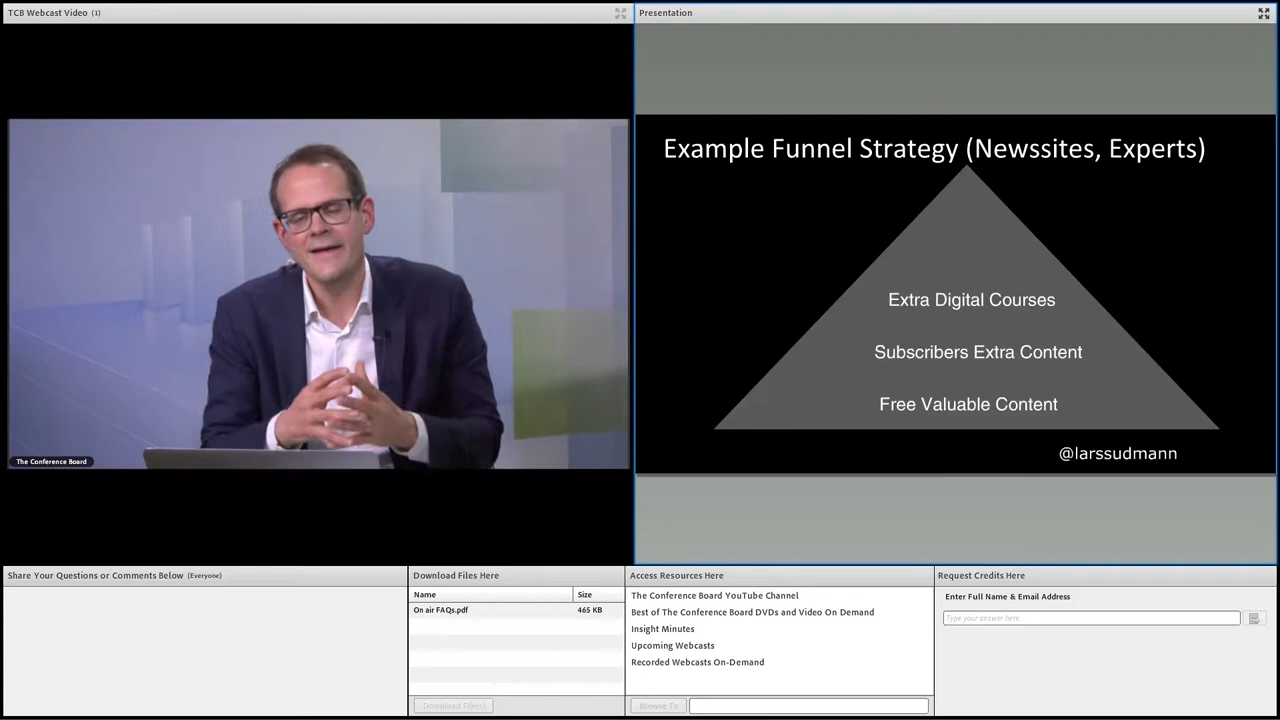 TCB Webcast Video (1)
Presentation
Example Funnel Strategy (Newssites, Experts)
Extra Digital Courses
Subscribers Extra Content
Free Valuable Content
@larssudmann
The Conference Board
Share Your Questions or Comments Below (Everyone)
Download Files Here
Name Size
On air FAQs.pdf 465 KB
Download File(s)
Access Resources Here
The Conference Board YouTube Channel
Best of The Conference Board DVDs and Video On Demand
Insight Minutes
Upcoming Webcasts
Recorded Webcasts On-Demand
Browse To
Request Credits Here
Enter Full Name & Email Address
Type your answer here...